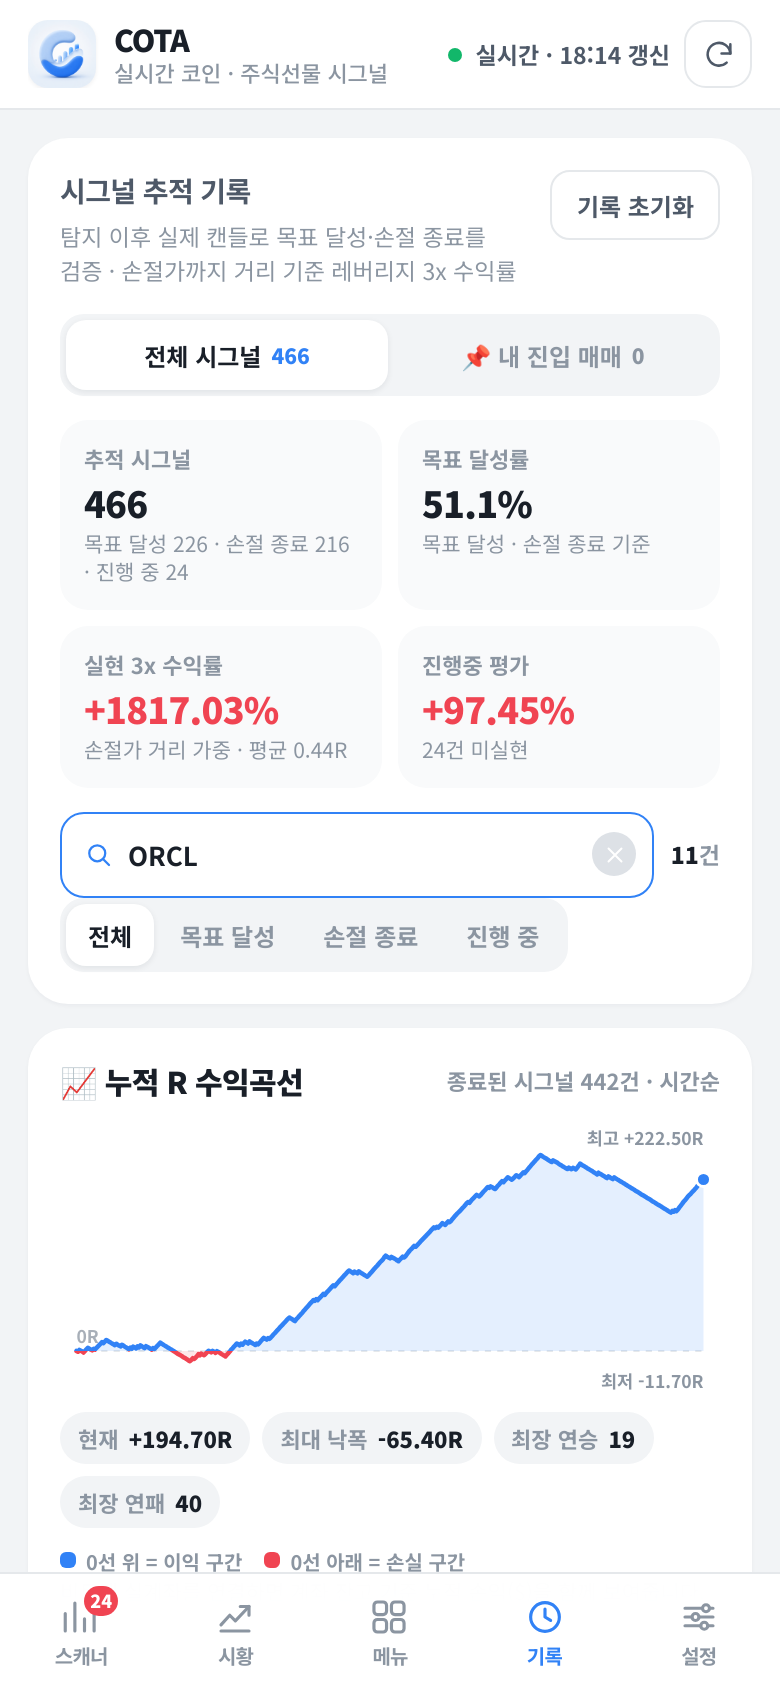 COTA
실시간 코인 · 주식선물 시그널
실시간 · 18:14 갱신
시그널 추적 기록
기록 초기화
탐지 이후 실제 캔들로 목표 달성·손절 종료를
검증 · 손절가까지 거리 기준 레버리지 3x 수익률
전체 시그널 466
📌 내 진입 매매 0
추적 시그널
466
목표 달성 226 · 손절 종료 216
· 진행 중 24
목표 달성률
51.1%
목표 달성 · 손절 종료 기준
실현 3x 수익률
+1817.03%
손절가 거리 가중 · 평균 0.44R
진행중 평가
+97.45%
24건 미실현
ORCL
11건
전체
목표 달성
손절 종료
진행 중
📈 누적 R 수익곡선
종료된 시그널 442건 · 시간순
최고 +222.50R
0R
최저 -11.70R
현재 +194.70R
최대 낙폭 -65.40R
최장 연승 19
최장 연패 40
0선 위 = 이익 구간
0선 아래 = 손실 구간
24
스캐너
시황
메뉴
기록
설정